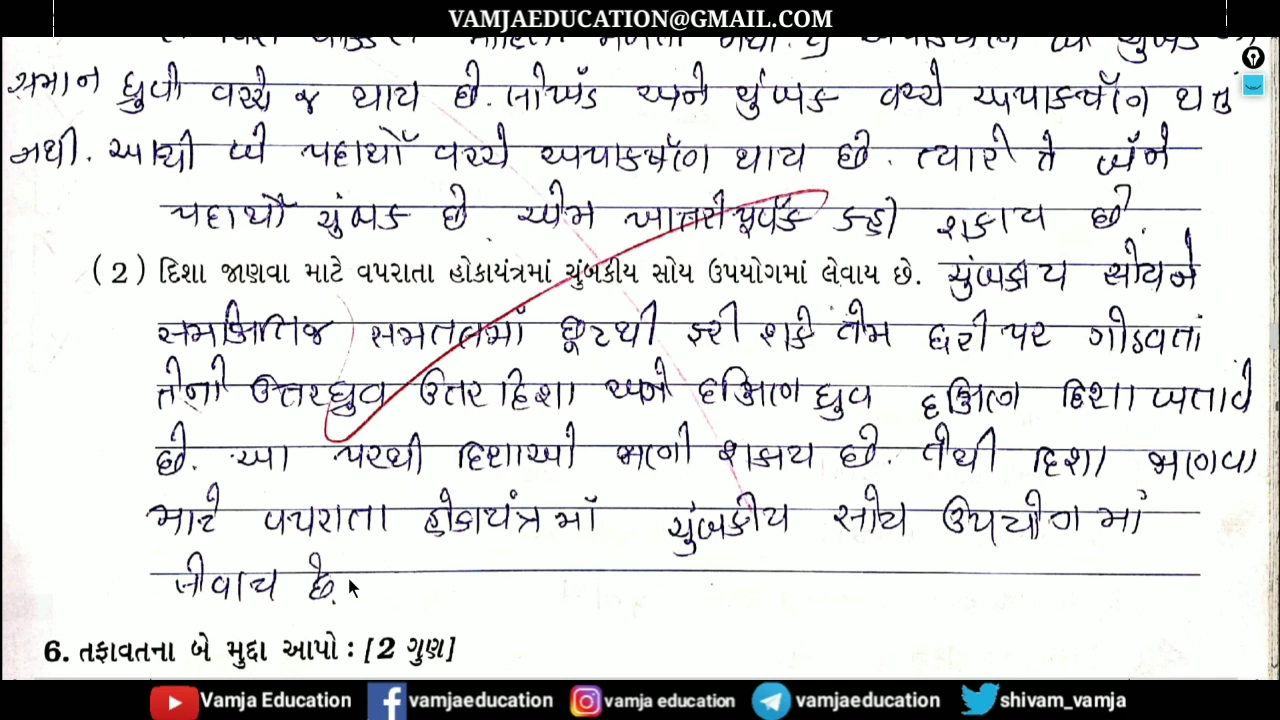 VAMJAEDUCATION@GMAIL.COM
સમાન ધ્રુવો વચ્ચે જ થાય છે. લોખંડ અને ચુંબક વચ્ચે અપાકર્ષણ થતું
નથી. આથી બે પદાર્થો વચ્ચે અપાકર્ષણ થાય છે. ત્યારે તે બંને
પદાર્થો ચુંબક છે એમ ખાતરીપૂર્વક કહી શકાય છે.
(2) દિશા જાણવા માટે વપરાતા હોકાયંત્રમાં ચુંબકીય સોય ઉપયોગમાં લેવાય છે. ચુંબકીય સોયને
સમક્ષિતિજ સમતલમાં છૂટથી ફરી શકે તેમ ધરી પર ગોઠવતાં
તેનો ઉત્તરધ્રુવ ઉત્તર દિશા અને દક્ષિણ ધ્રુવ દક્ષિણ દિશા બતાવે
છે. આ પરથી દિશાઓ જાણી શકાય છે. તેથી દિશા જાણવા
માટે વપરાતા હોકાયંત્રમાં ચુંબકીય સોય ઉપયોગમાં
લેવાય છે.
6. તફાવતના બે મુદ્દા આપો : [2 ગુણ]
Vamja Education vamjaeducation vamja education vamjaeducation shivam_vamja